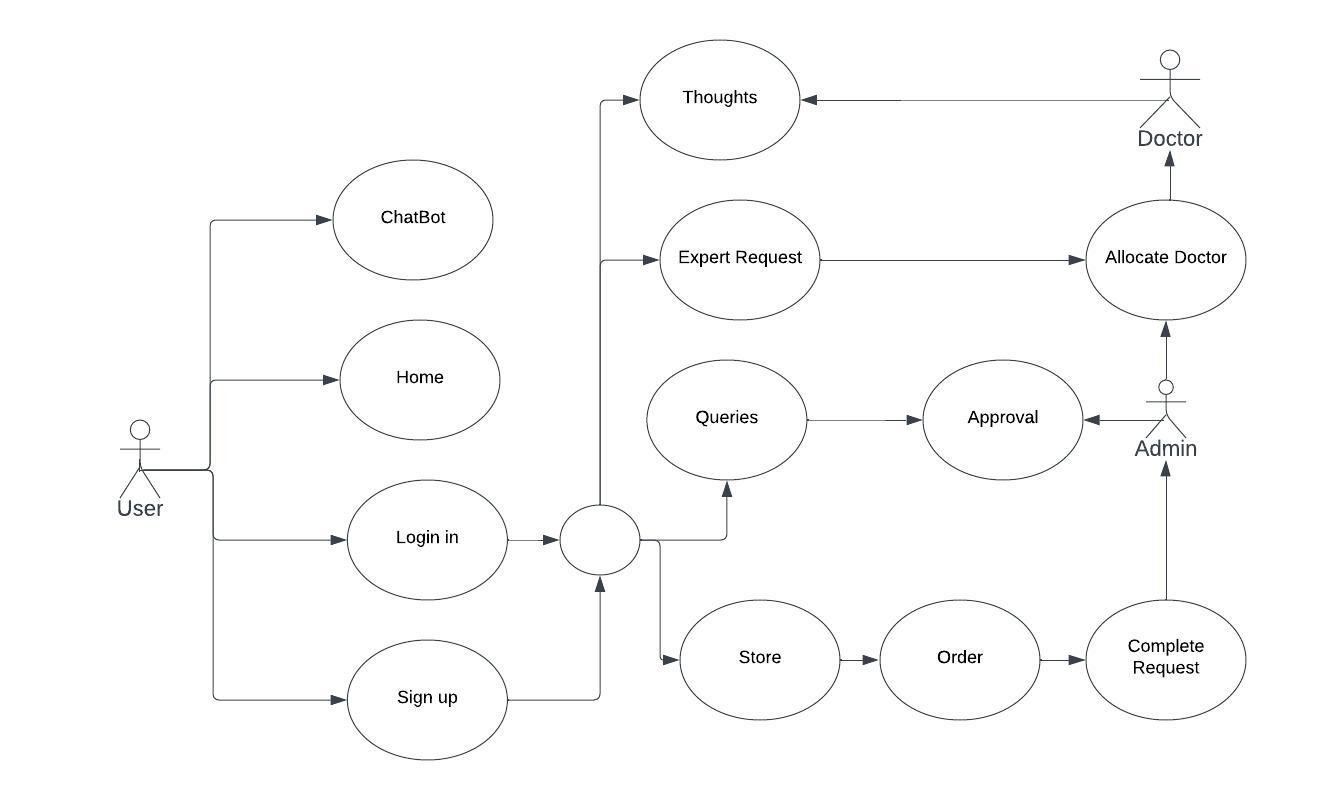 Thoughts
Doctor
ChatBot
Expert Request
Allocate Doctor
Home
Queries
Approval
Admin
User
Login in
Sign up
Store
Order
Complete
Request